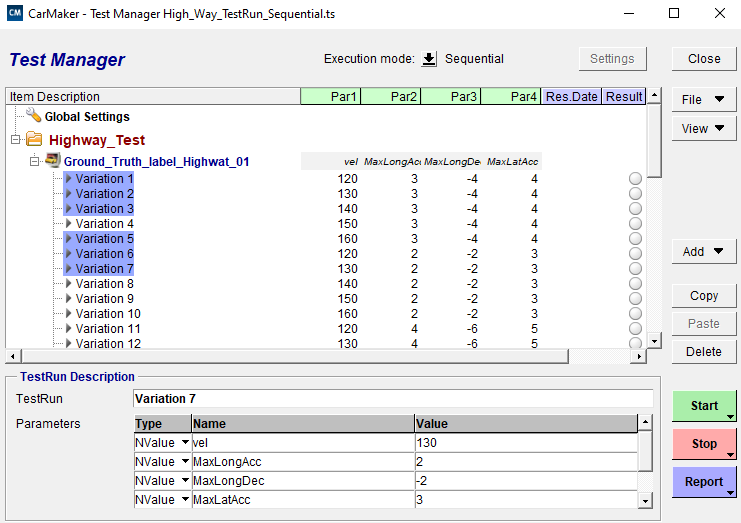 CM CarMaker - Test Manager High_Way_TestRun_Sequential.ts
Test Manager Execution mode: Sequential Settings Close
Item Description Par1 Par2 Par3 Par4 Res.Date Result File
Global Settings
View
Highway_Test
Ground_Truth_label_Highwat_01 vel MaxLongAcc MaxLongDec MaxLatAcc
Variation 1 120 3 -4 4
Variation 2 130 3 -4 4
Variation 3 140 3 -4 4
Variation 4 150 3 -4 4
Variation 5 160 3 -4 4
Variation 6 120 2 -2 3
Variation 7 130 2 -2 3
Add
Variation 8 140 2 -2 3
Variation 9 150 2 -2 3
Copy
Variation 10 160 2 -2 3
Variation 11 120 4 -6 5
Paste
Variation 12 130 4 -6 5
Delete
TestRun Description
TestRun Variation 7
Start
Parameters Type Name Value
NValue vel 130
Stop
NValue MaxLongAcc 2
NValue MaxLongDec -2
Report
NValue MaxLatAcc 3